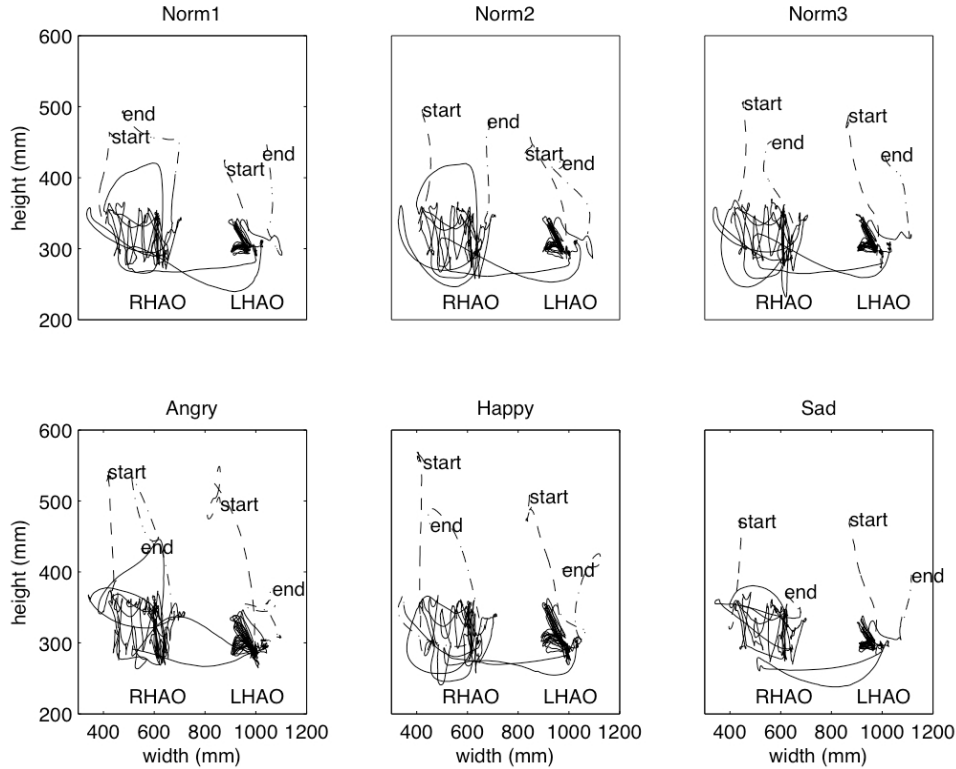 Norm1
Norm2
Norm3
600
500
400
300
200
height (mm)
end
start
start
end
RHAO
LHAO
start
end
start
end
RHAO
LHAO
start
end
start
end
RHAO
LHAO
Angry
Happy
Sad
600
500
400
300
200
height (mm)
start
end
start
end
RHAO
LHAO
start
end
start
end
RHAO
LHAO
start
end
start
end
RHAO
LHAO
400 600 800 1000 1200
400 600 800 1000 1200
400 600 800 1000 1200
width (mm)
width (mm)
width (mm)